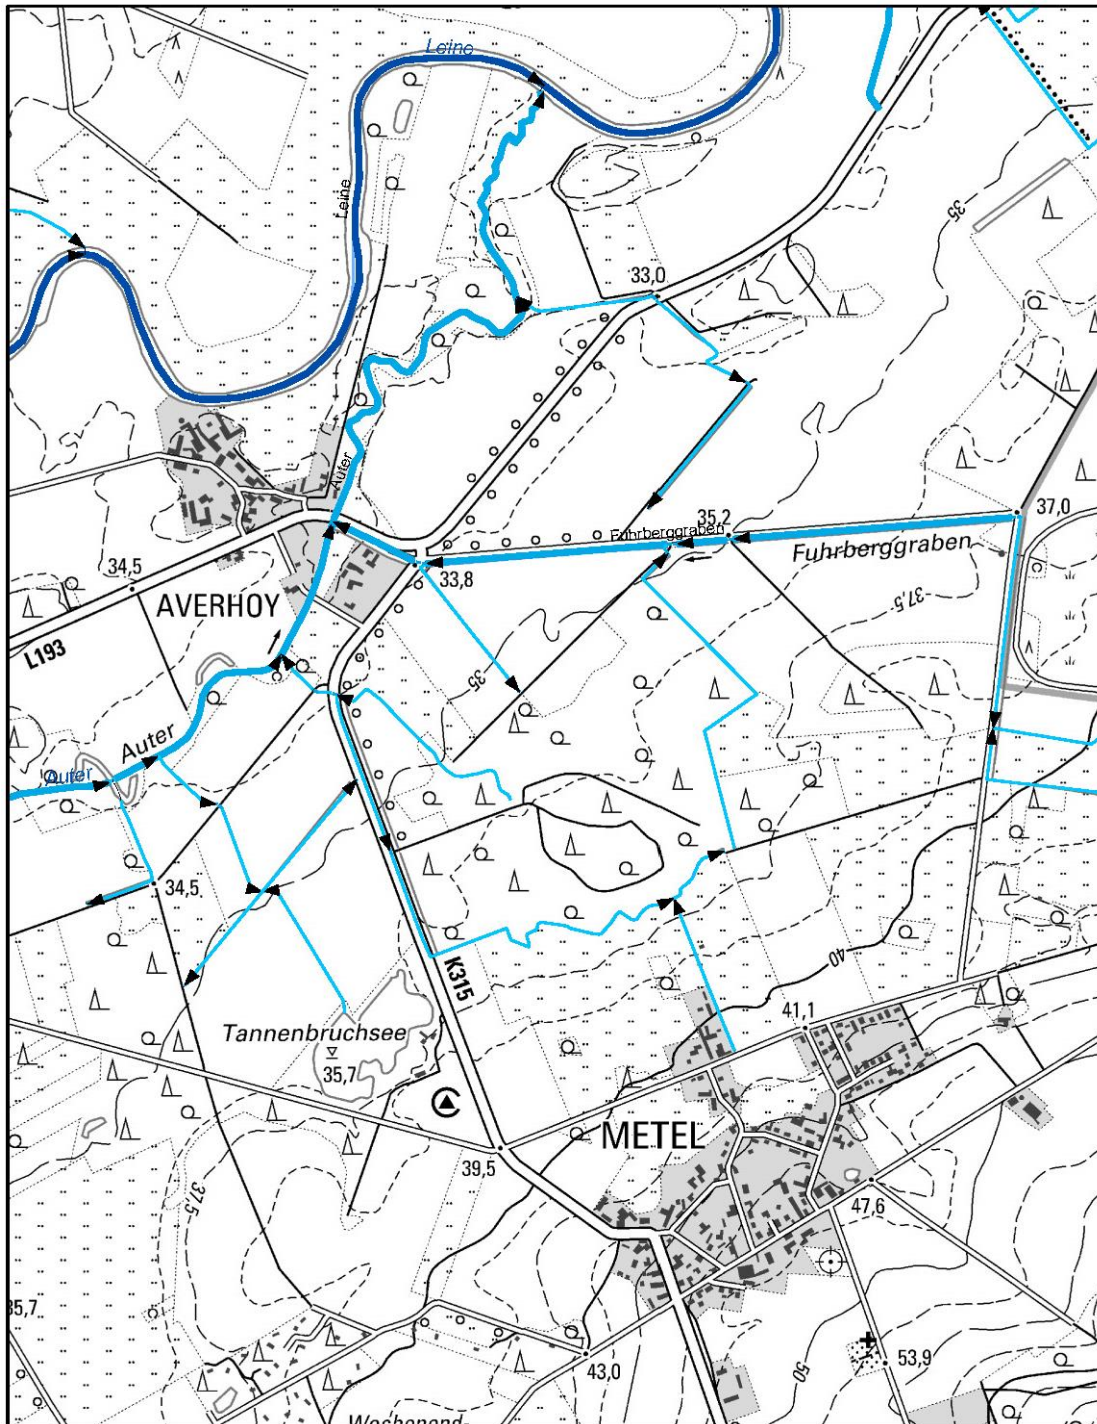 Leine
Leine
35
33,0
Auter
35,2
37,0
Fuhrberggraben
Fuhrberggraben
34,5
33,8
AVERHOY
37,5
L193
35
Auter
Auter
34,5
K315
40
Tannenbruchsee
41,1
35,7
METEL
39,5
37,5
47,6
35,7
43,0
53,9
50